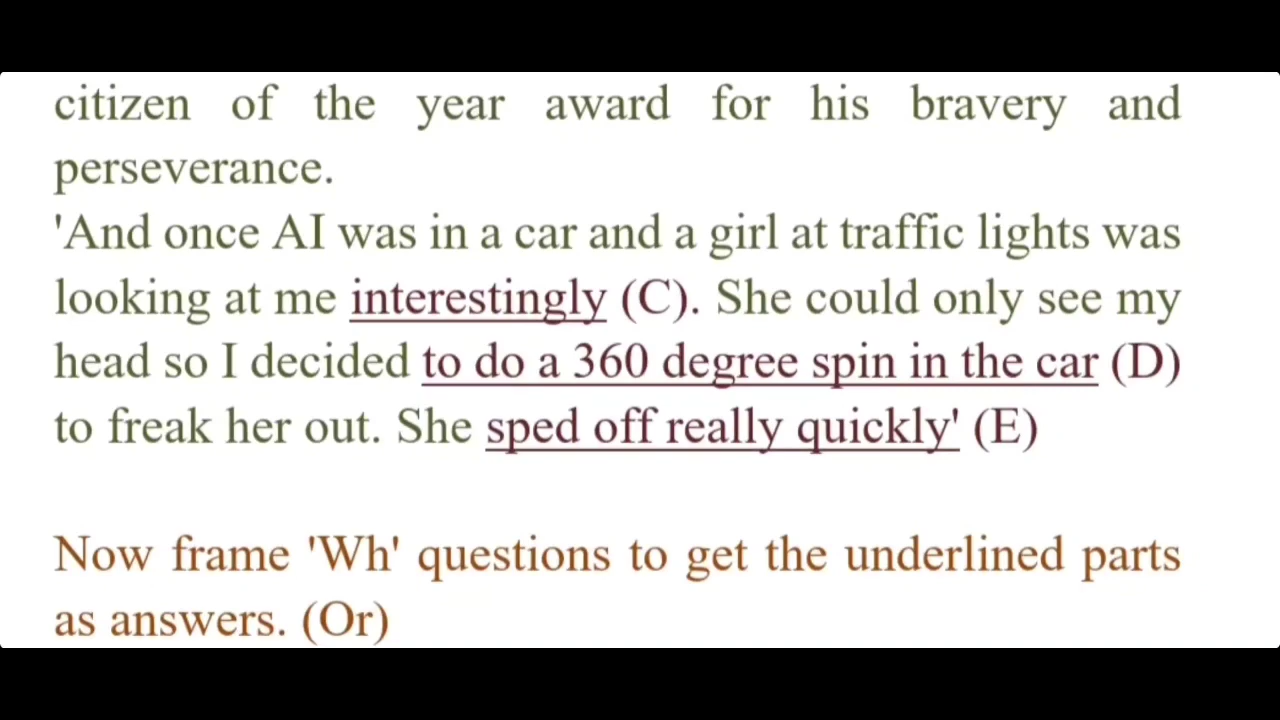 citizen of the year award for his bravery and
perseverance.
'And once AI was in a car and a girl at traffic lights was
looking at me interestingly (C). She could only see my
head so I decided to do a 360 degree spin in the car (D)
to freak her out. She sped off really quickly' (E)
Now frame 'Wh' questions to get the underlined parts
as answers. (Or)